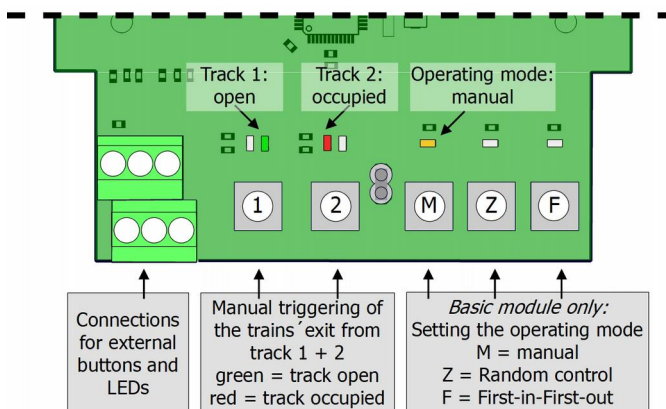 Track 1:
open
Track 2:
occupied
Operating mode:
manual
1
2
M
Z
F
Connections
for external
buttons and
LEDs
Manual triggering of
the trains´exit from
track 1 + 2
green = track open
red = track occupied
Basic module only:
Setting the operating mode
M = manual
Z = Random control
F = First-in-First-out